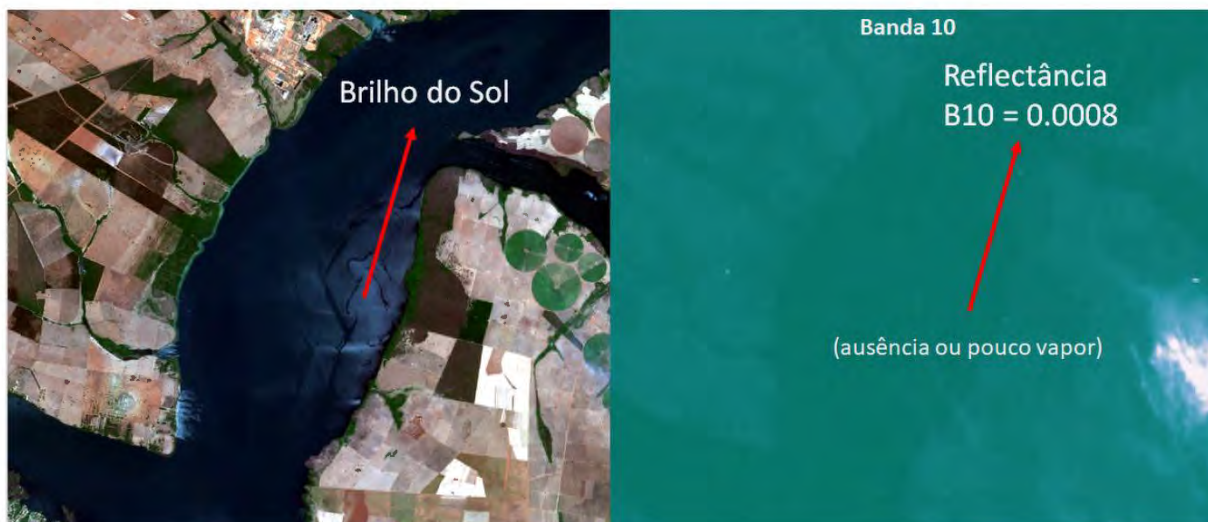 Brilho do Sol
Banda 10
Reflectância
B10 = 0.0008
(ausência ou pouco vapor)